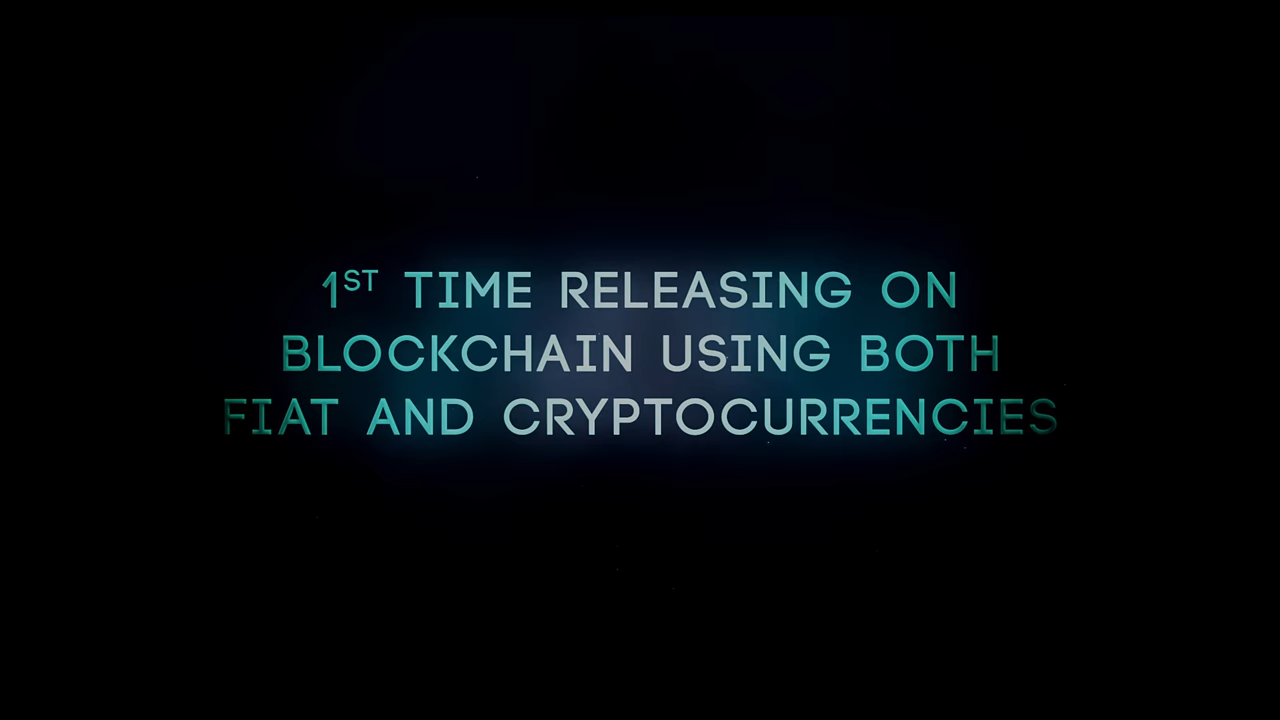 1ST TIME RELEASING ON
BLOCKCHAIN USING BOTH
FIAT AND CRYPTOCURRENCIES